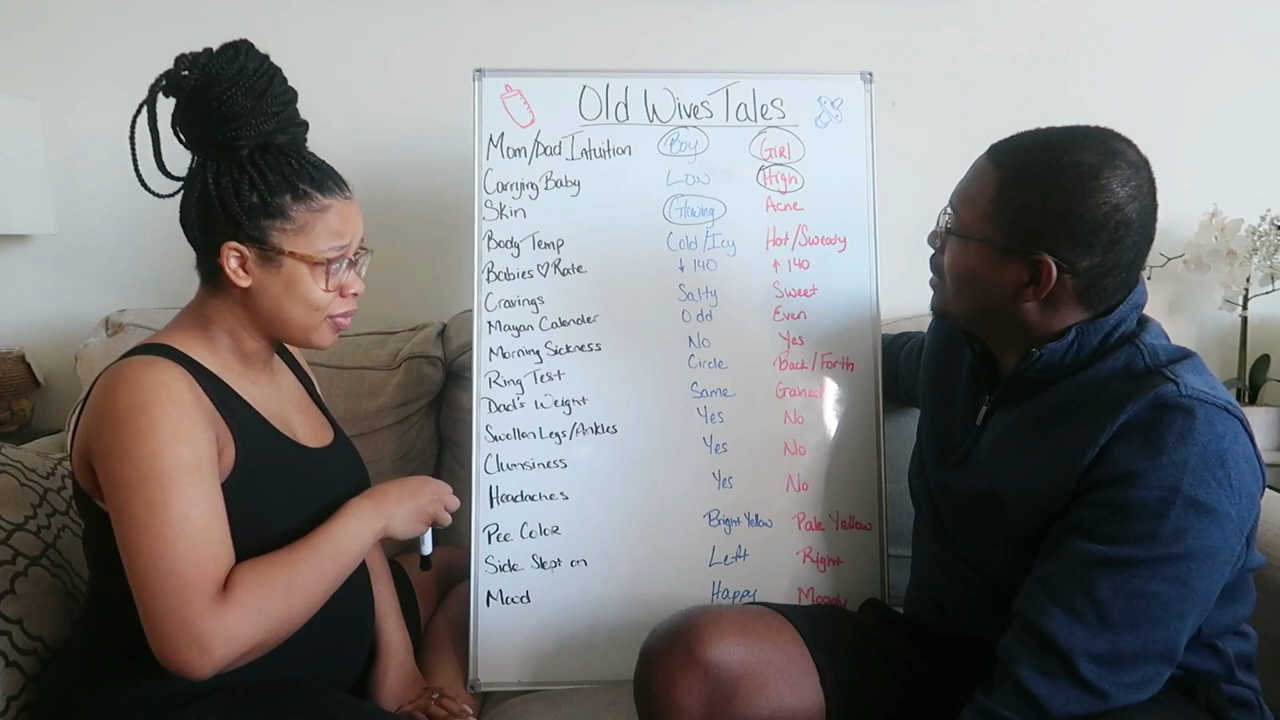 Old Wives Tales
Mom/Dad Intuition Boy Girl
Carrying Baby Low High
Skin Glowing Acne
Body Temp Cold/Icy Hot/Sweaty
Babies ♡ Rate ↓ 140 ↑ 140
Cravings Salty Sweet
Mayan Calender Odd Even
Morning Sickness No Yes
Ring Test Circle Back/Forth
Dad's Weight Same Gained
Swollen Legs/Ankles Yes No
Clumsiness Yes No
Headaches Yes No
Pee Color Bright Yellow Pale Yellow
Side Slept on Left Right
Mood Happy Moody